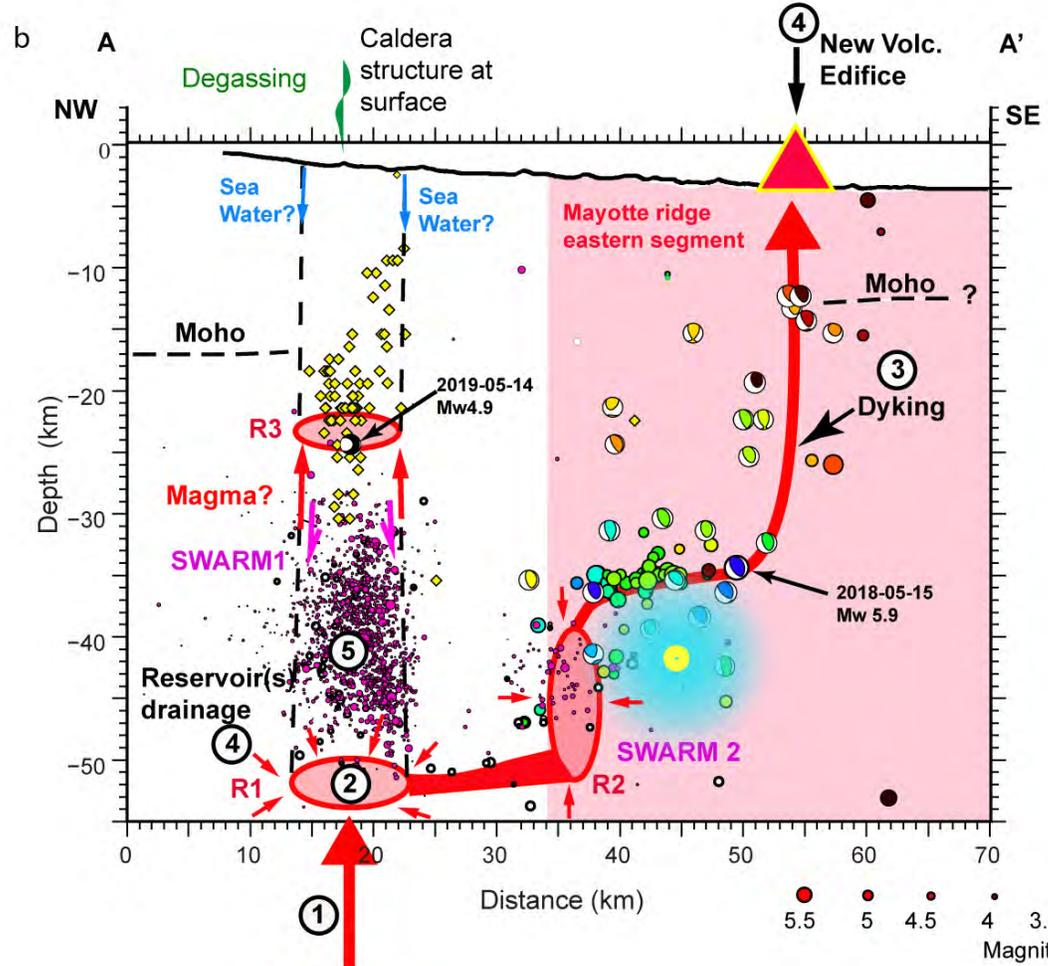 b
A
Degassing
Caldera
structure at
surface
4
New Volc.
Edifice
A'
NW
SE
0
Sea
Water?
Sea
Water?
Mayotte ridge
eastern segment
−10
Moho
?
Moho
3
Dyking
2019-05-14
Mw4.9
−20
R3
Depth (km)
Magma?
−30
SWARM1
2018-05-15
Mw 5.9
−40
5
Reservoir(s)
drainage
4
SWARM 2
−50
R1
2
R2
0
10
20
30
40
50
60
70
Distance (km)
1
5.5
5
4.5
4
3.
Magnit